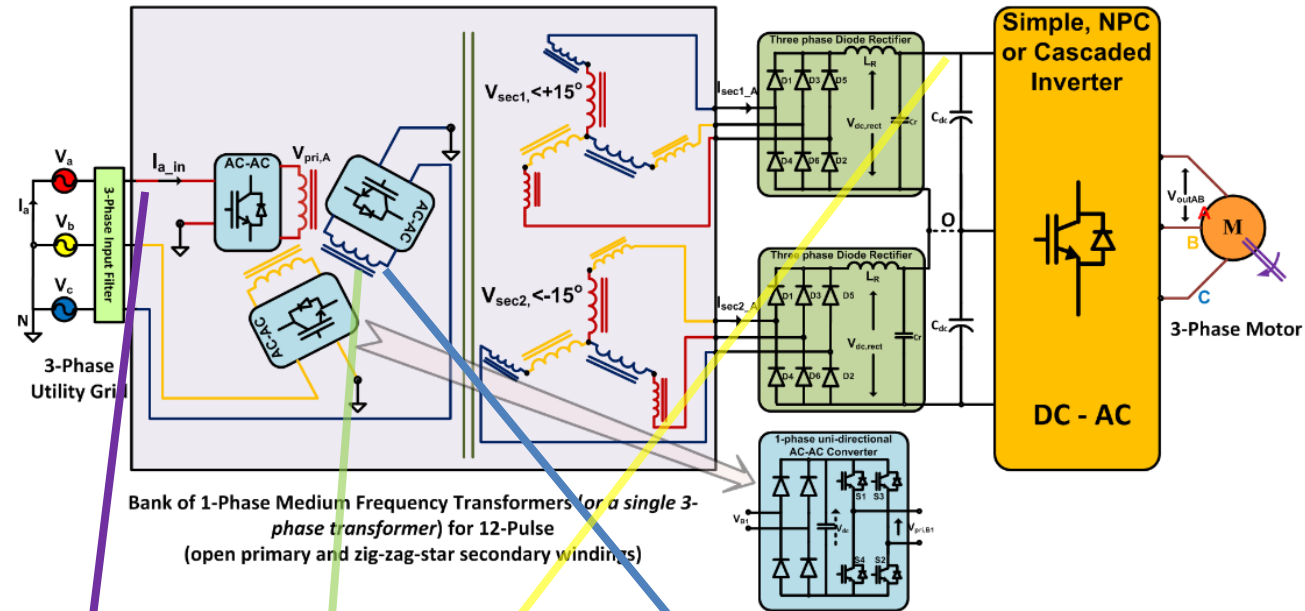 Simple, NPC
or Cascaded
Inverter
Three phase Diode Rectifier
L_R
D1
D3
D5
V_dc,rect
Cr
D4
D6
D2
C_dc
I_sec1_A
V_sec1,<+15°
V_a
V_b
V_c
N
I_a
3-Phase Input Filter
I_a_in
AC-AC
V_pri,A
AC-AC
AC-AC
3-Phase
Utility Grid
V_sec2,<-15°
I_sec2_A
O
Three phase Diode Rectifier
L_R
D1
D3
D5
V_dc,rect
Cr
D4
D6
D2
C_dc
V_outAB
A
B
C
M
3-Phase Motor
DC - AC
1-phase uni-directional
AC-AC Converter
V_B1
V_dc
S1
S3
S4
S2
V_pri,B1
Bank of 1-Phase Medium Frequency Transformers (or a single 3-
phase transformer) for 12-Pulse
(open primary and zig-zag-star secondary windings)